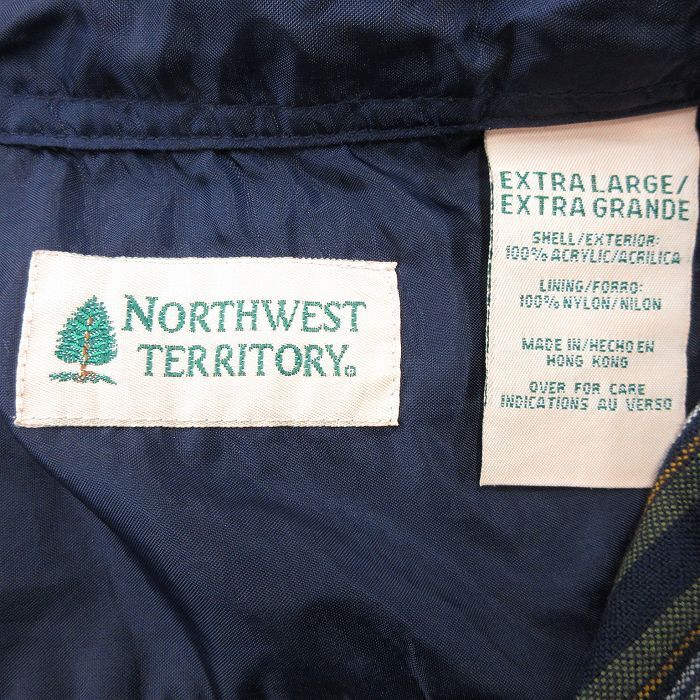 NORTHWEST
TERRITORY®
EXTRA LARGE/
EXTRA GRANDE
SHELL/EXTERIOR:
100% ACRYLIC/ACRILICA
LINING/FORRO:
100% NYLON/NILON
MADE IN/HECHO EN
HONG KONG
OVER FOR CARE
INDICATIONS AU VERSO